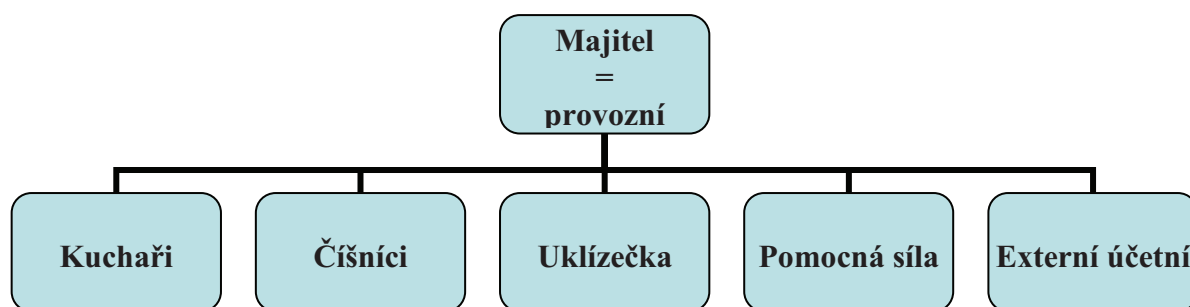 Majitel
=
provozní
Kuchaři
Číšníci
Uklízečka
Pomocná síla
Externí účetní